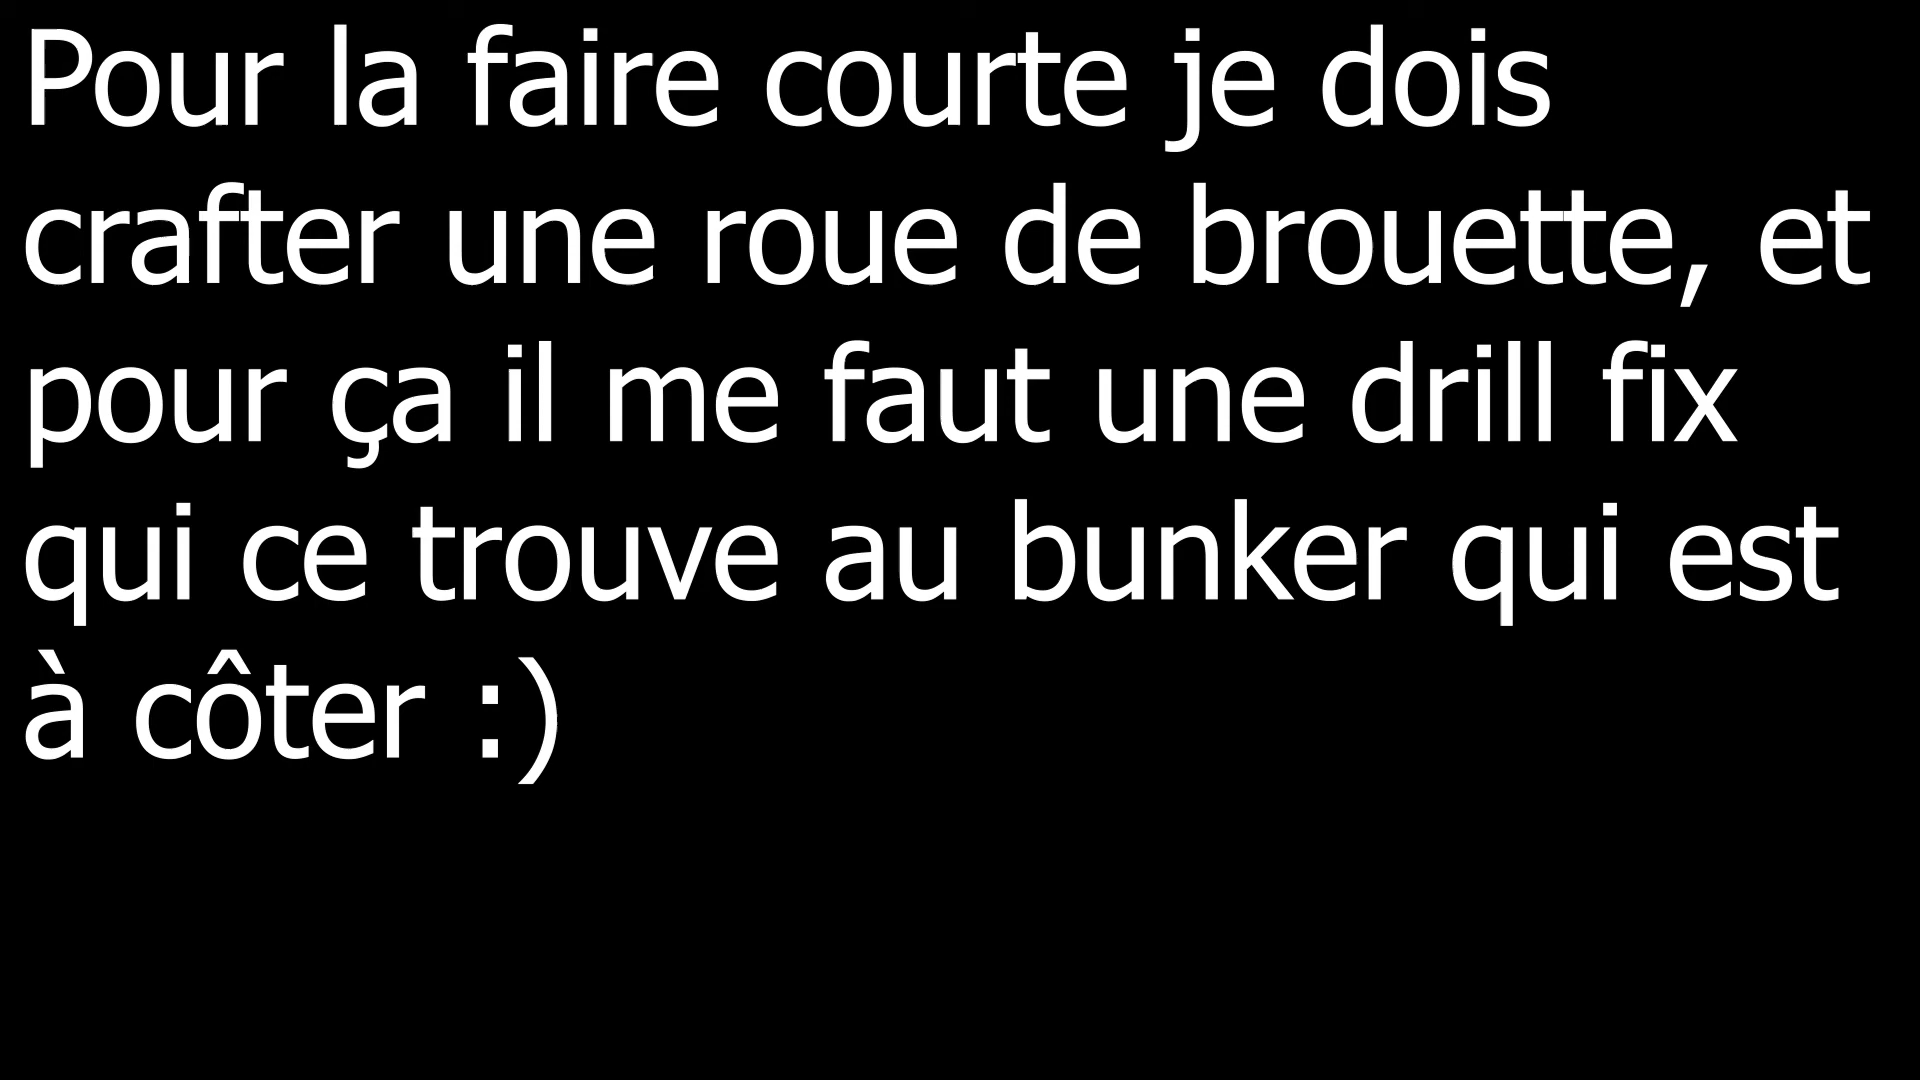 Pour la faire courte je dois
crafter une roue de brouette, et
pour ça il me faut une drill fix
qui ce trouve au bunker qui est
à côter :)